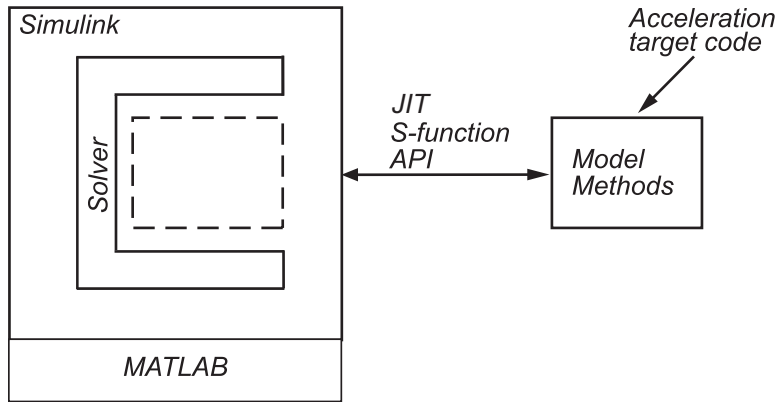 Simulink
Solver
MATLAB
JIT
S-function
API
Acceleration
target code
Model
Methods